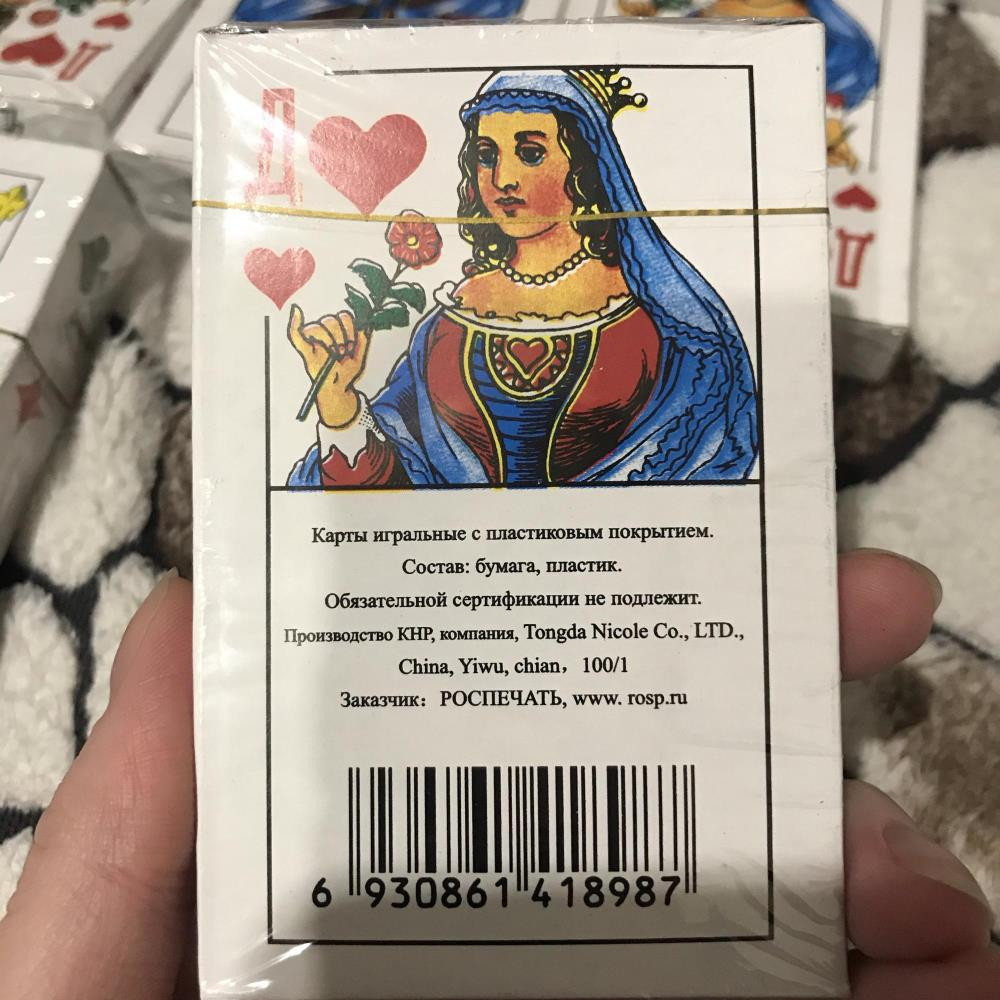 Д
Карты игральные с пластиковым покрытием.
Состав: бумага, пластик.
Обязательной сертификации не подлежит.
Производство КНР, компания, Tongda Nicole Co., LTD.,
China, Yiwu, chian， 100/1
Заказчик： РОСПЕЧАТЬ, www. rosp.ru
6 930861 418987
Д
Д